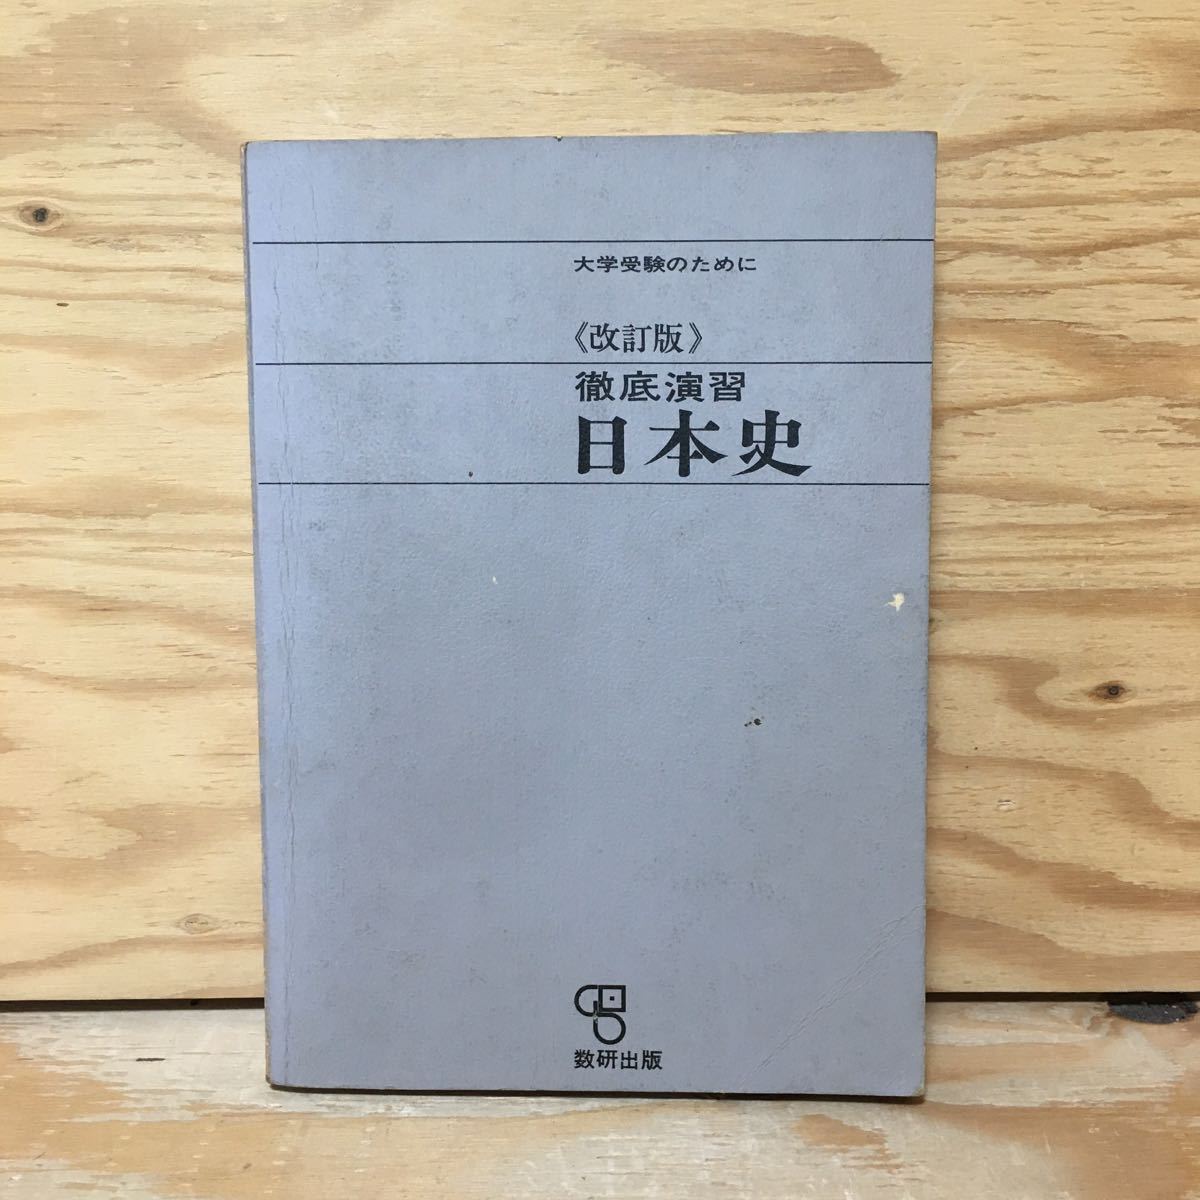 大学受験のために
《改訂版》
徹底演習
日本史
数研出版